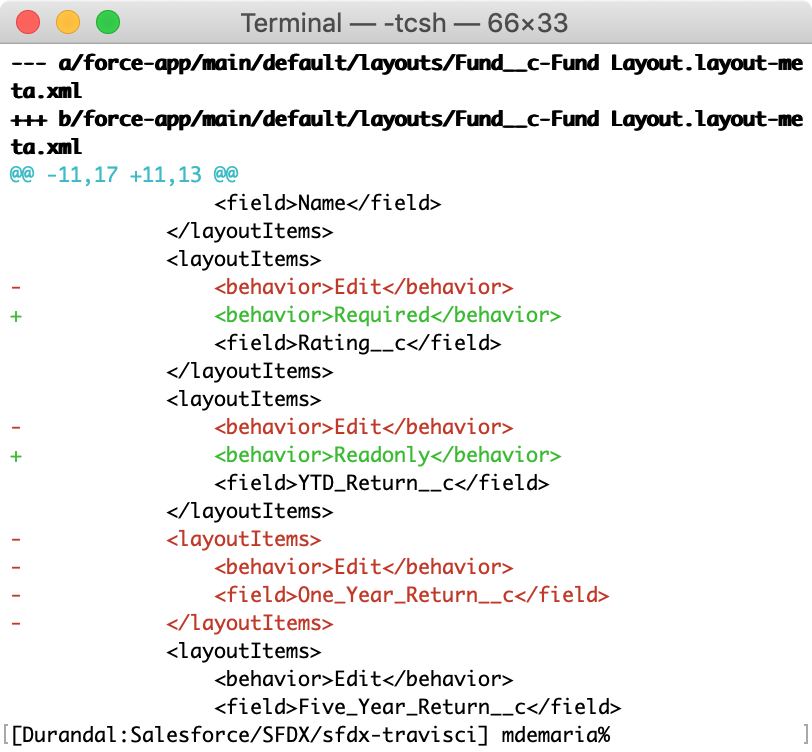 Terminal — -tcsh — 66×33
--- a/force-app/main/default/layouts/Fund__c-Fund Layout.layout-me
ta.xml
+++ b/force-app/main/default/layouts/Fund__c-Fund Layout.layout-me
ta.xml
@@ -11,17 +11,13 @@
                 <field>Name</field>
             </layoutItems>
             <layoutItems>
-                <behavior>Edit</behavior>
+                <behavior>Required</behavior>
                 <field>Rating__c</field>
             </layoutItems>
             <layoutItems>
-                <behavior>Edit</behavior>
+                <behavior>Readonly</behavior>
                 <field>YTD_Return__c</field>
             </layoutItems>
-            <layoutItems>
-                <behavior>Edit</behavior>
-                <field>One_Year_Return__c</field>
-            </layoutItems>
             <layoutItems>
                 <behavior>Edit</behavior>
                 <field>Five_Year_Return__c</field>
[[Durandal:Salesforce/SFDX/sfdx-travisci] mdemaria% ]